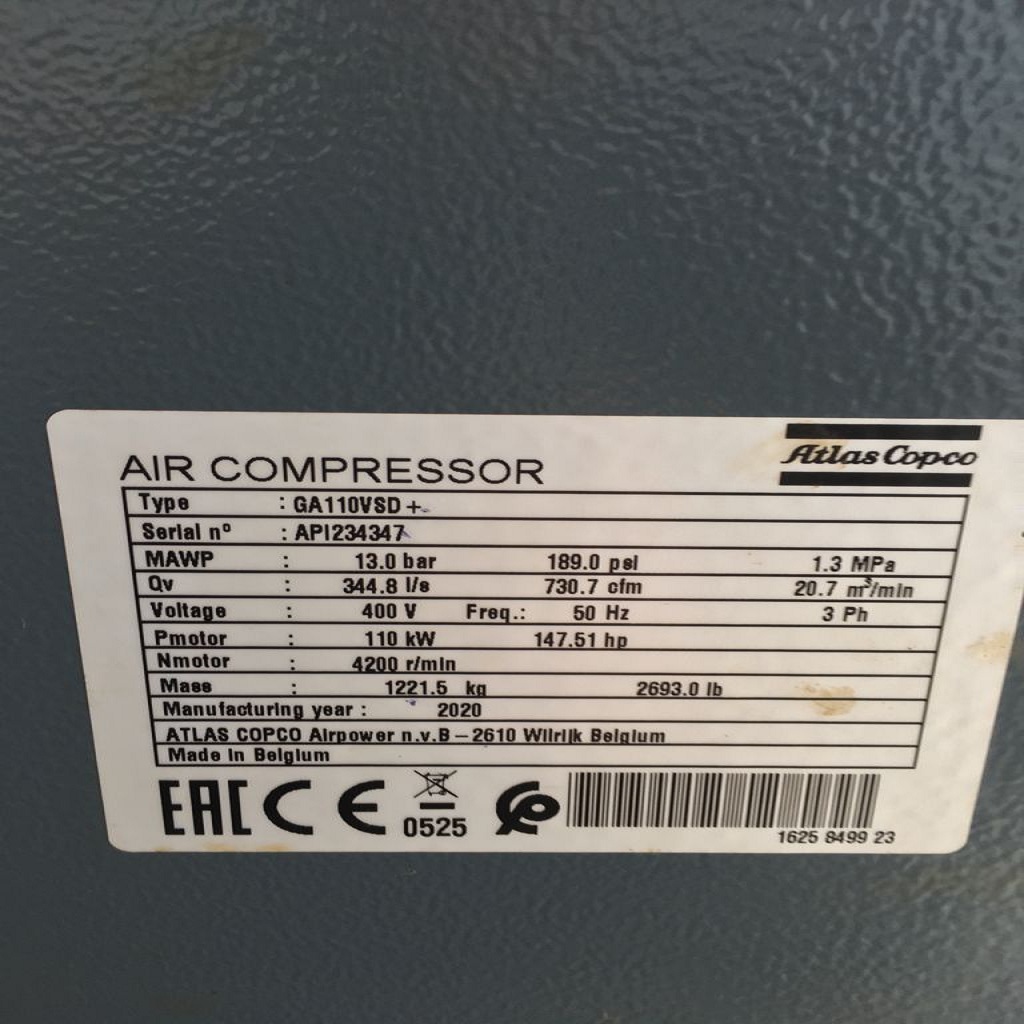 Atlas Copco
AIR COMPRESSOR
Type : GA110VSD+
Serial nº : API234347
MAWP : 13.0 bar 189.0 psi 1.3 MPa
Qv : 344.8 l/s 730.7 cfm 20.7 m³/min
Voltage : 400 V Freq.: 50 Hz 3 Ph
Pmotor : 110 kW 147.51 hp
Nmotor : 4200 r/min
Mass : 1221.5 kg 2693.0 lb
Manufacturing year : 2020
ATLAS COPCO Airpower n.v.B – 2610 Wilrijk Belgium
Made in Belgium
EAC CE 0525
1625 8499 23